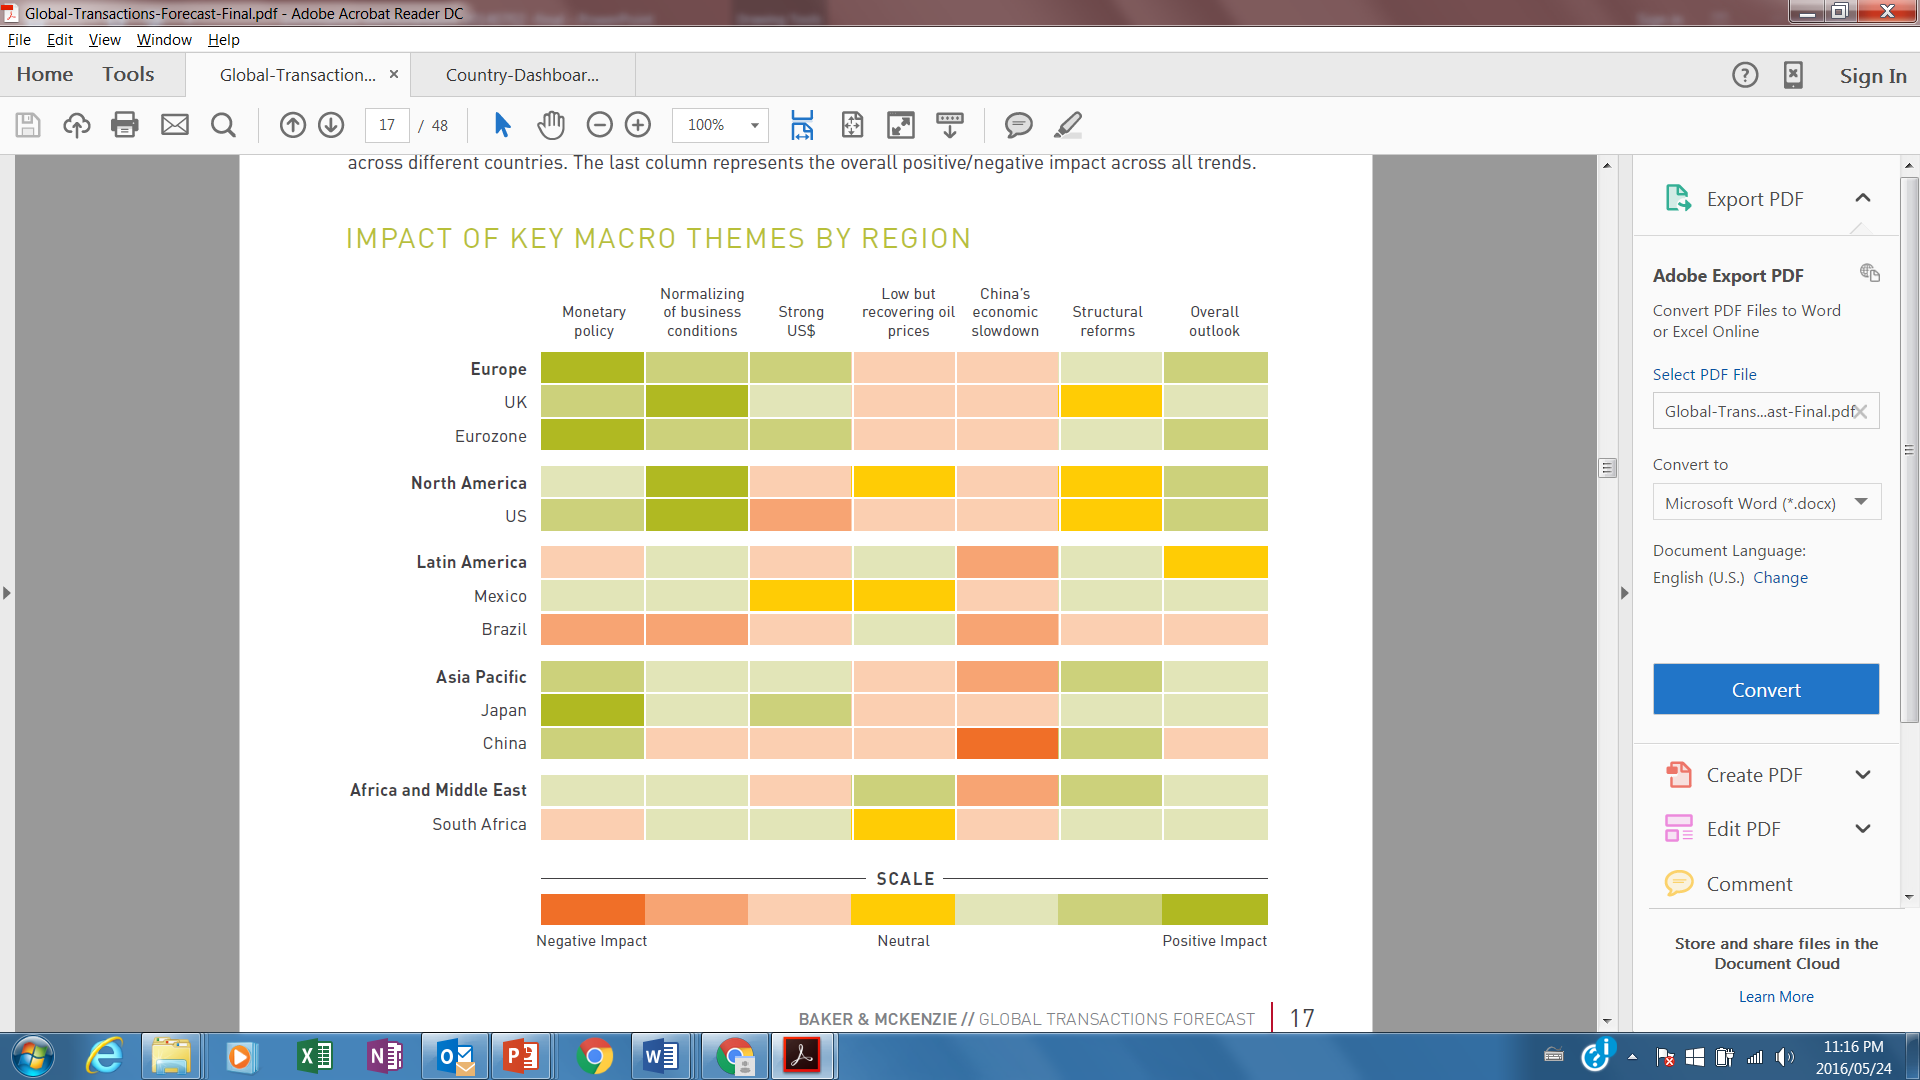 Global-Transactions-Forecast-Final.pdf - Adobe Acrobat Reader DC
File Edit View Window Help
Home Tools Global-Transaction... × Country-Dashboar... Sign In
17 / 48 100%
across different countries. The last column represents the overall positive/negative impact across all trends.
IMPACT OF KEY MACRO THEMES BY REGION
Monetary
policy
Normalizing
of business
conditions
Strong
US$
Low but
recovering oil
prices
China's
economic
slowdown
Structural
reforms
Overall
outlook
Europe
UK
Eurozone
North America
US
Latin America
Mexico
Brazil
Asia Pacific
Japan
China
Africa and Middle East
South Africa
SCALE
Negative Impact Neutral Positive Impact
BAKER & MCKENZIE // GLOBAL TRANSACTIONS FORECAST 17
Export PDF
Adobe Export PDF
Convert PDF Files to Word
or Excel Online
Select PDF File
Global-Trans...ast-Final.pdf
Convert to
Microsoft Word (*.docx)
Document Language:
English (U.S.) Change
Convert
Create PDF
Edit PDF
Comment
Store and share files in the
Document Cloud
Learn More
11:16 PM
2016/05/24